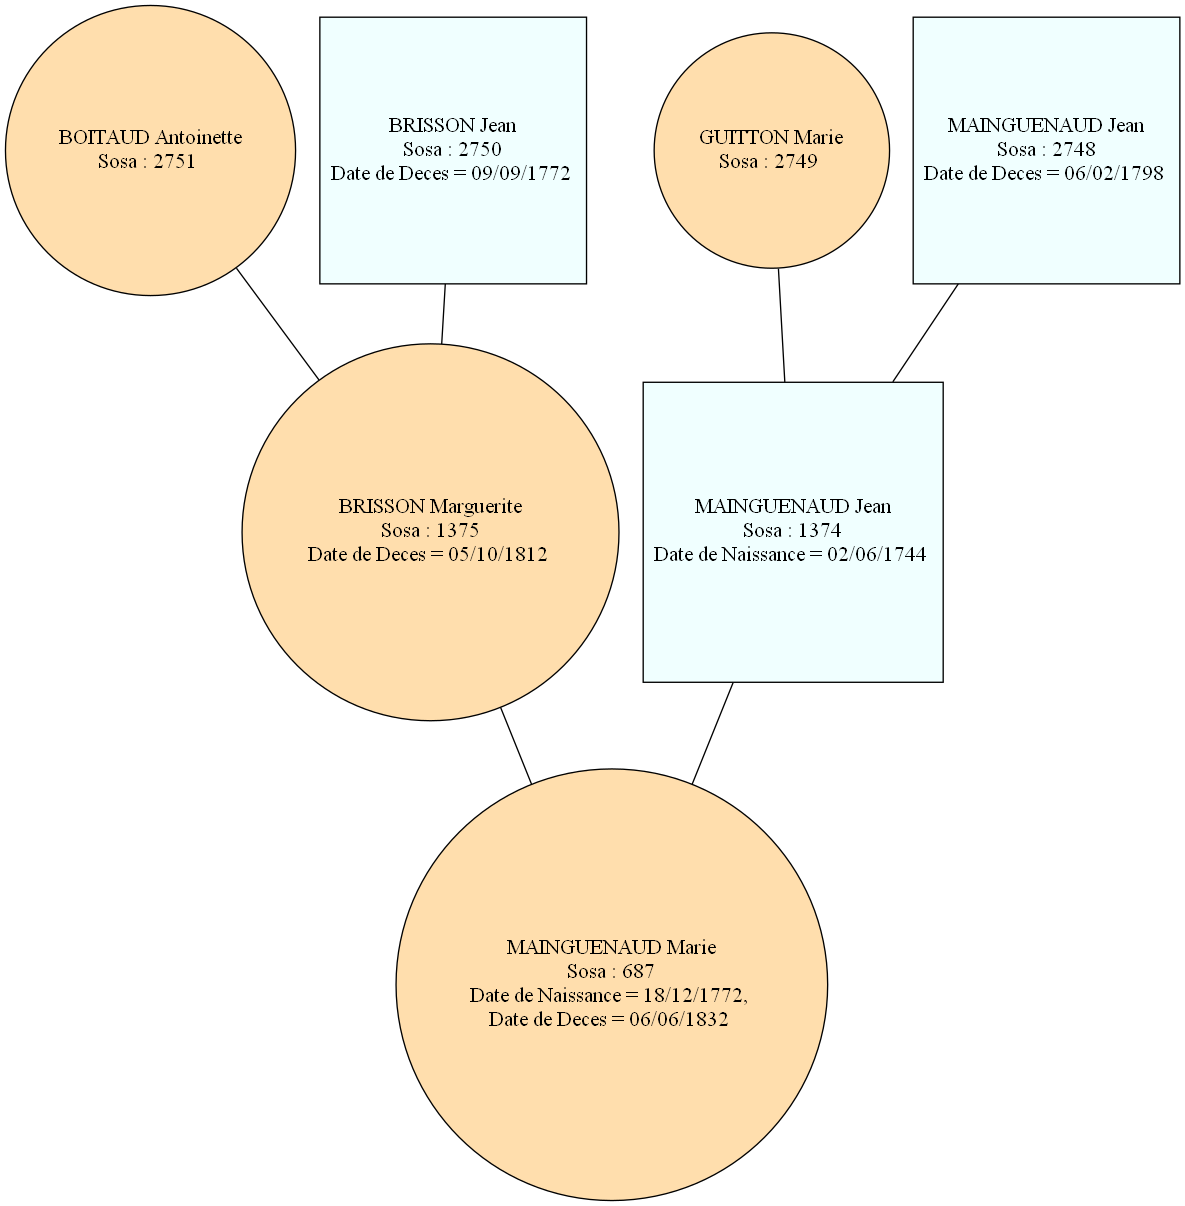 BOITAUD Antoinette
Sosa : 2751
BRISSON Jean
Sosa : 2750
Date de Deces = 09/09/1772
GUITTON Marie
Sosa : 2749
MAINGUENAUD Jean
Sosa : 2748
Date de Deces = 06/02/1798
BRISSON Marguerite
Sosa : 1375
Date de Deces = 05/10/1812
MAINGUENAUD Jean
Sosa : 1374
Date de Naissance = 02/06/1744
MAINGUENAUD Marie
Sosa : 687
Date de Naissance = 18/12/1772,
Date de Deces = 06/06/1832